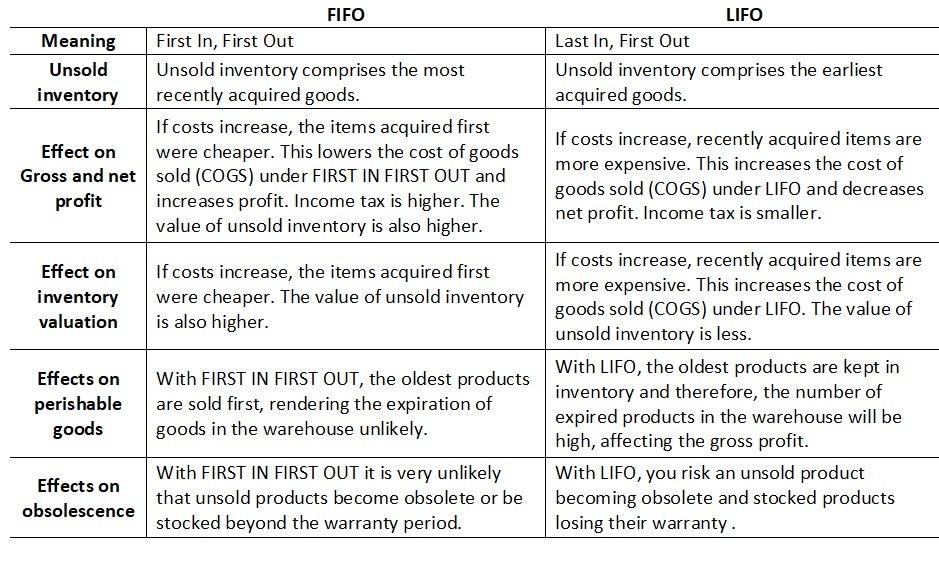 FIFO LIFO
Meaning First In, First Out Last In, First Out
Unsold
inventory
Unsold inventory comprises the most
recently acquired goods.
Unsold inventory comprises the earliest
acquired goods.
Effect on
Gross and net
profit
If costs increase, the items acquired first
were cheaper. This lowers the cost of goods
sold (COGS) under FIRST IN FIRST OUT and
increases profit. Income tax is higher. The
value of unsold inventory is also higher.
If costs increase, recently acquired items are
more expensive. This increases the cost of
goods sold (COGS) under LIFO and decreases
net profit. Income tax is smaller.
Effect on
inventory
valuation
If costs increase, the items acquired first
were cheaper. The value of unsold inventory
is also higher.
If costs increase, recently acquired items are
more expensive. This increases the cost of
goods sold (COGS) under LIFO. The value of
unsold inventory is less.
Effects on
perishable
goods
With FIRST IN FIRST OUT, the oldest products
are sold first, rendering the expiration of
goods in the warehouse unlikely.
With LIFO, the oldest products are kept in
inventory and therefore, the number of
expired products in the warehouse will be
high, affecting the gross profit.
Effects on
obsolescence
With FIRST IN FIRST OUT it is very unlikely
that unsold products become obsolete or be
stocked beyond the warranty period.
With LIFO, you risk an unsold product
becoming obsolete and stocked products
losing their warranty .